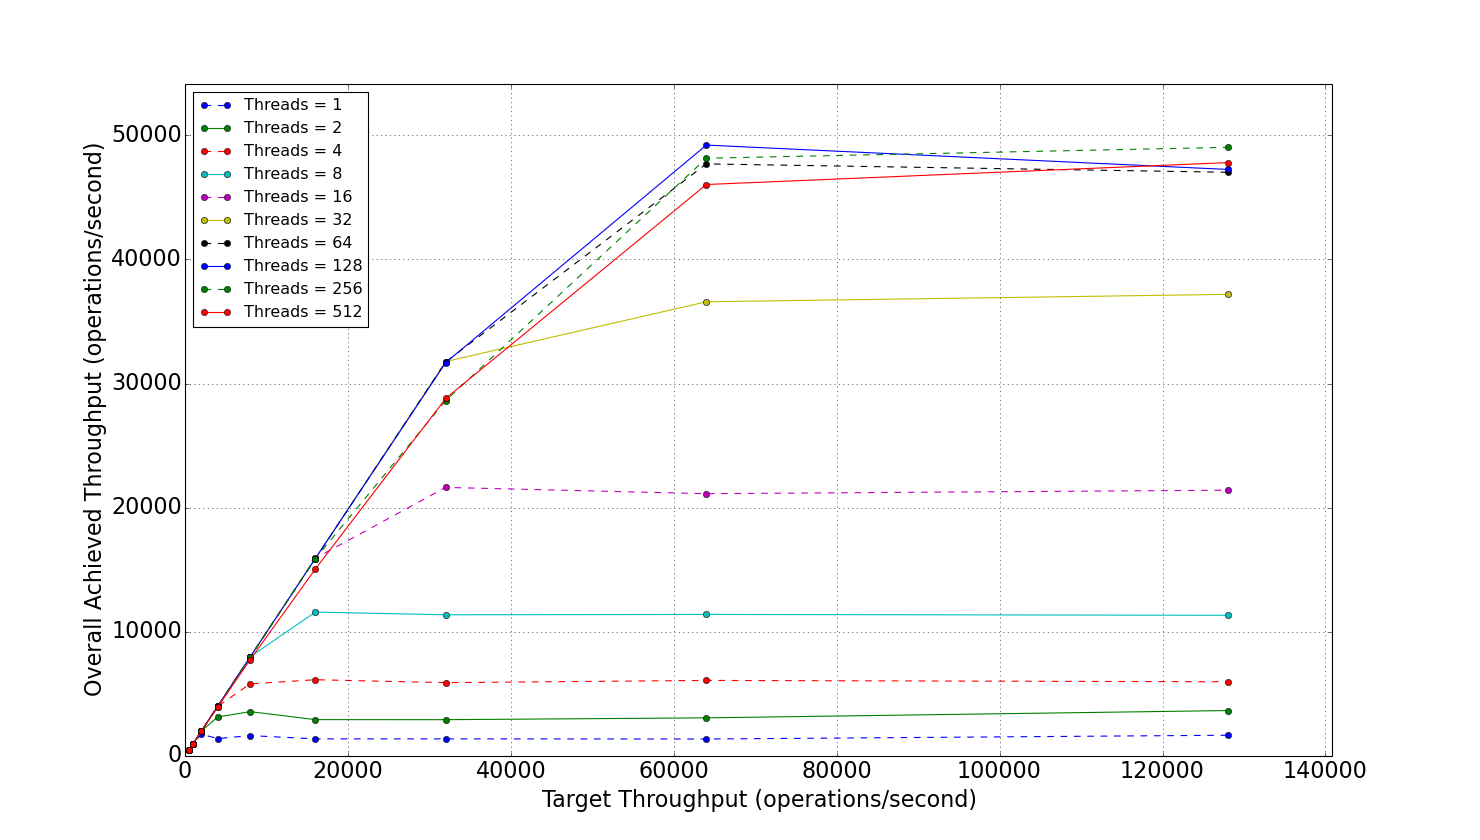 Threads = 1
Threads = 2
Threads = 4
Threads = 8
Threads = 16
Threads = 32
Threads = 64
Threads = 128
Threads = 256
Threads = 512
Overall Achieved Throughput (operations/second)
50000
40000
30000
20000
10000
0
0 20000 40000 60000 80000 100000 120000 140000
Target Throughput (operations/second)